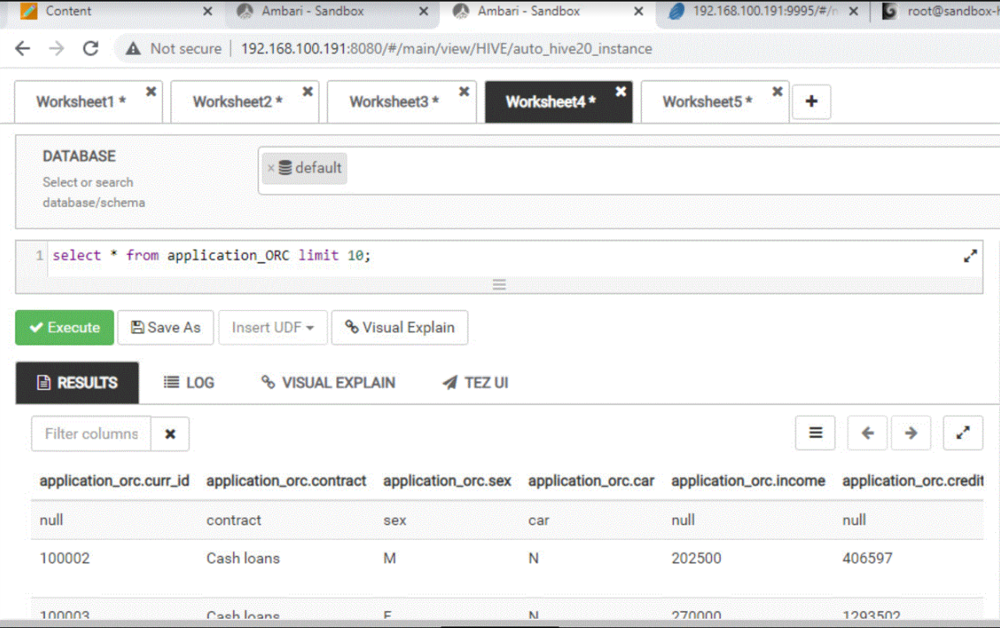 Content × Ambari - Sandbox × Ambari - Sandbox × 192.168.100.191:9995/#/n × root@sandbox-h
Not secure | 192.168.100.191:8080/#/main/view/HIVE/auto_hive20_instance
Worksheet1 * Worksheet2 * Worksheet3 * Worksheet4 * Worksheet5 * +
DATABASE
Select or search
database/schema
× default
1 select * from application_ORC limit 10;
Execute Save As Insert UDF Visual Explain
RESULTS LOG VISUAL EXPLAIN TEZ UI
Filter columns
application_orc.curr_id application_orc.contract application_orc.sex application_orc.car application_orc.income application_orc.credit
null contract sex car null null
100002 Cash loans M N 202500 406597
100003 Cash loans F N 270000 1293502